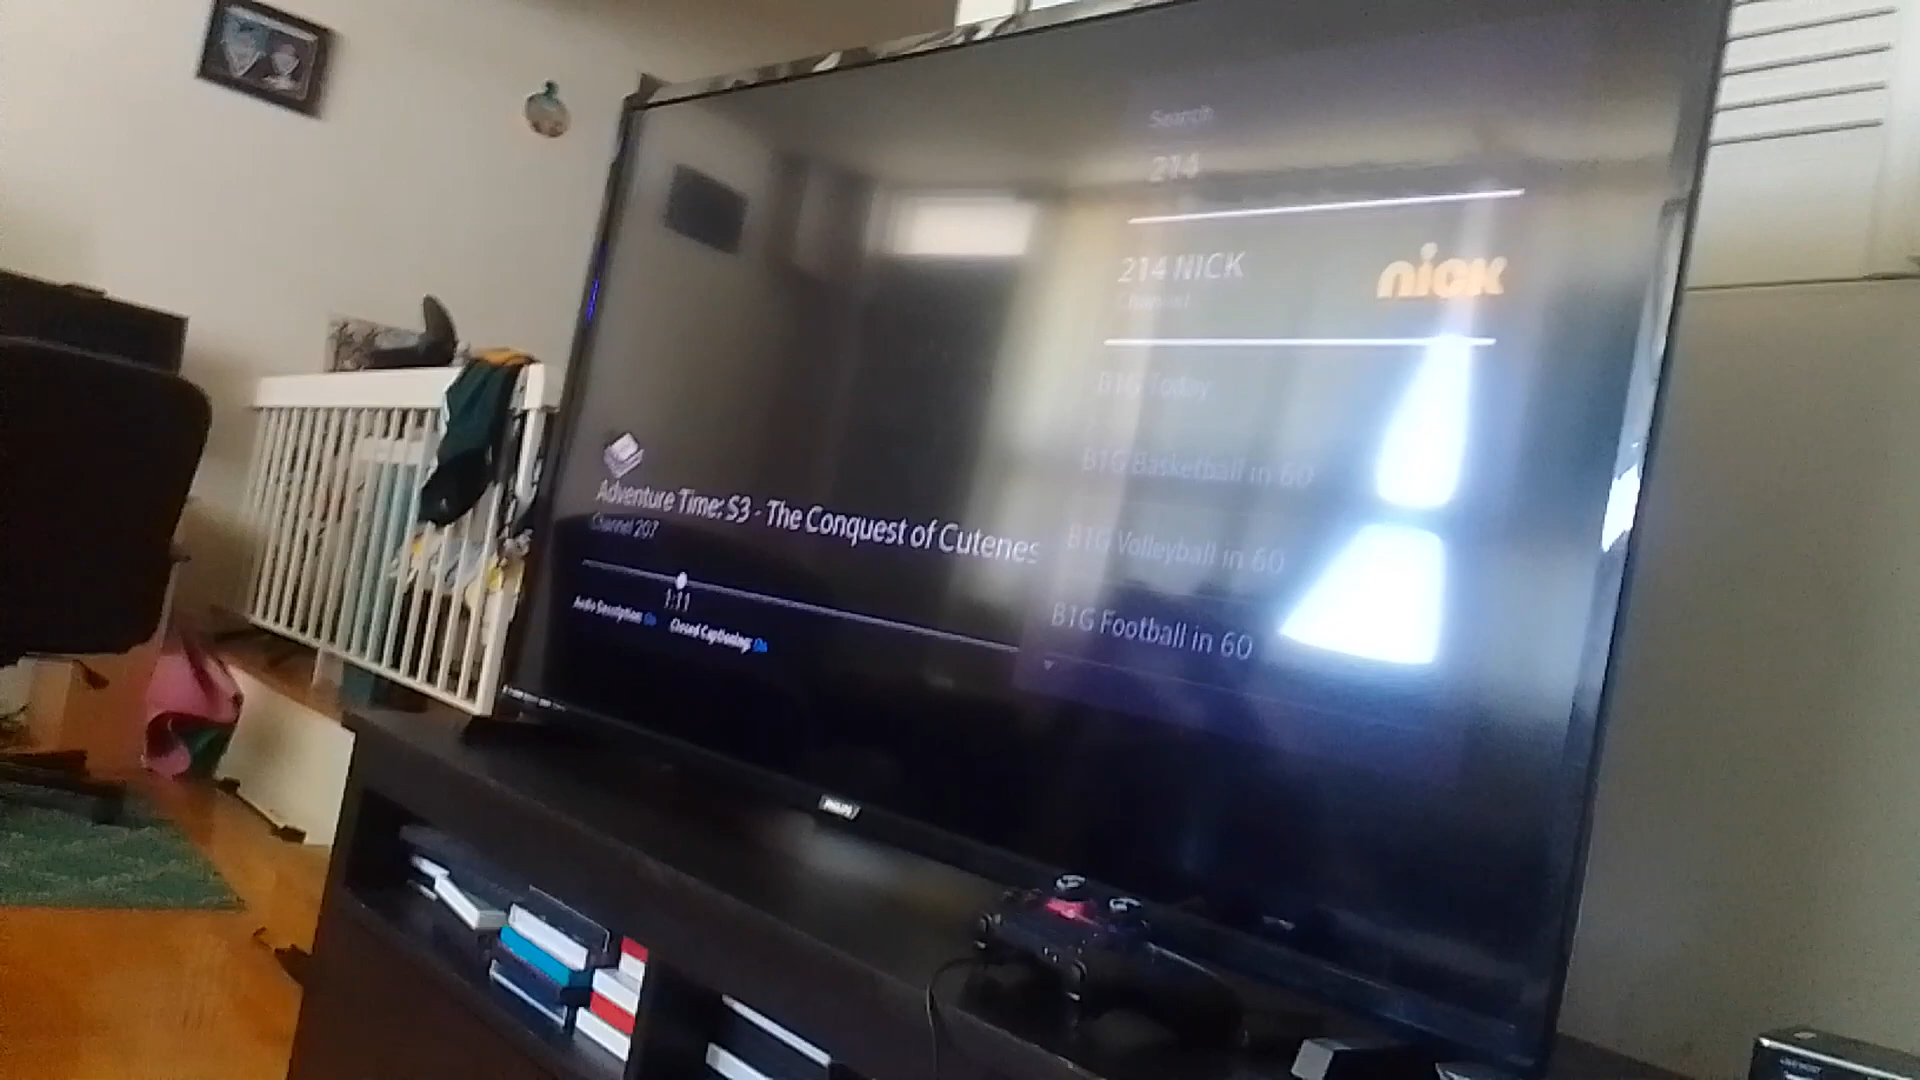 Search
214
214 NICK
Channel
nick
B1G Today
B1G Basketball in 60
B1G Volleyball in 60
B1G Football in 60
Adventure Time: S3 - The Conquest of Cutenes
Channel 207
1:11
Audio Description: On Closed Captioning: On
PHILIPS